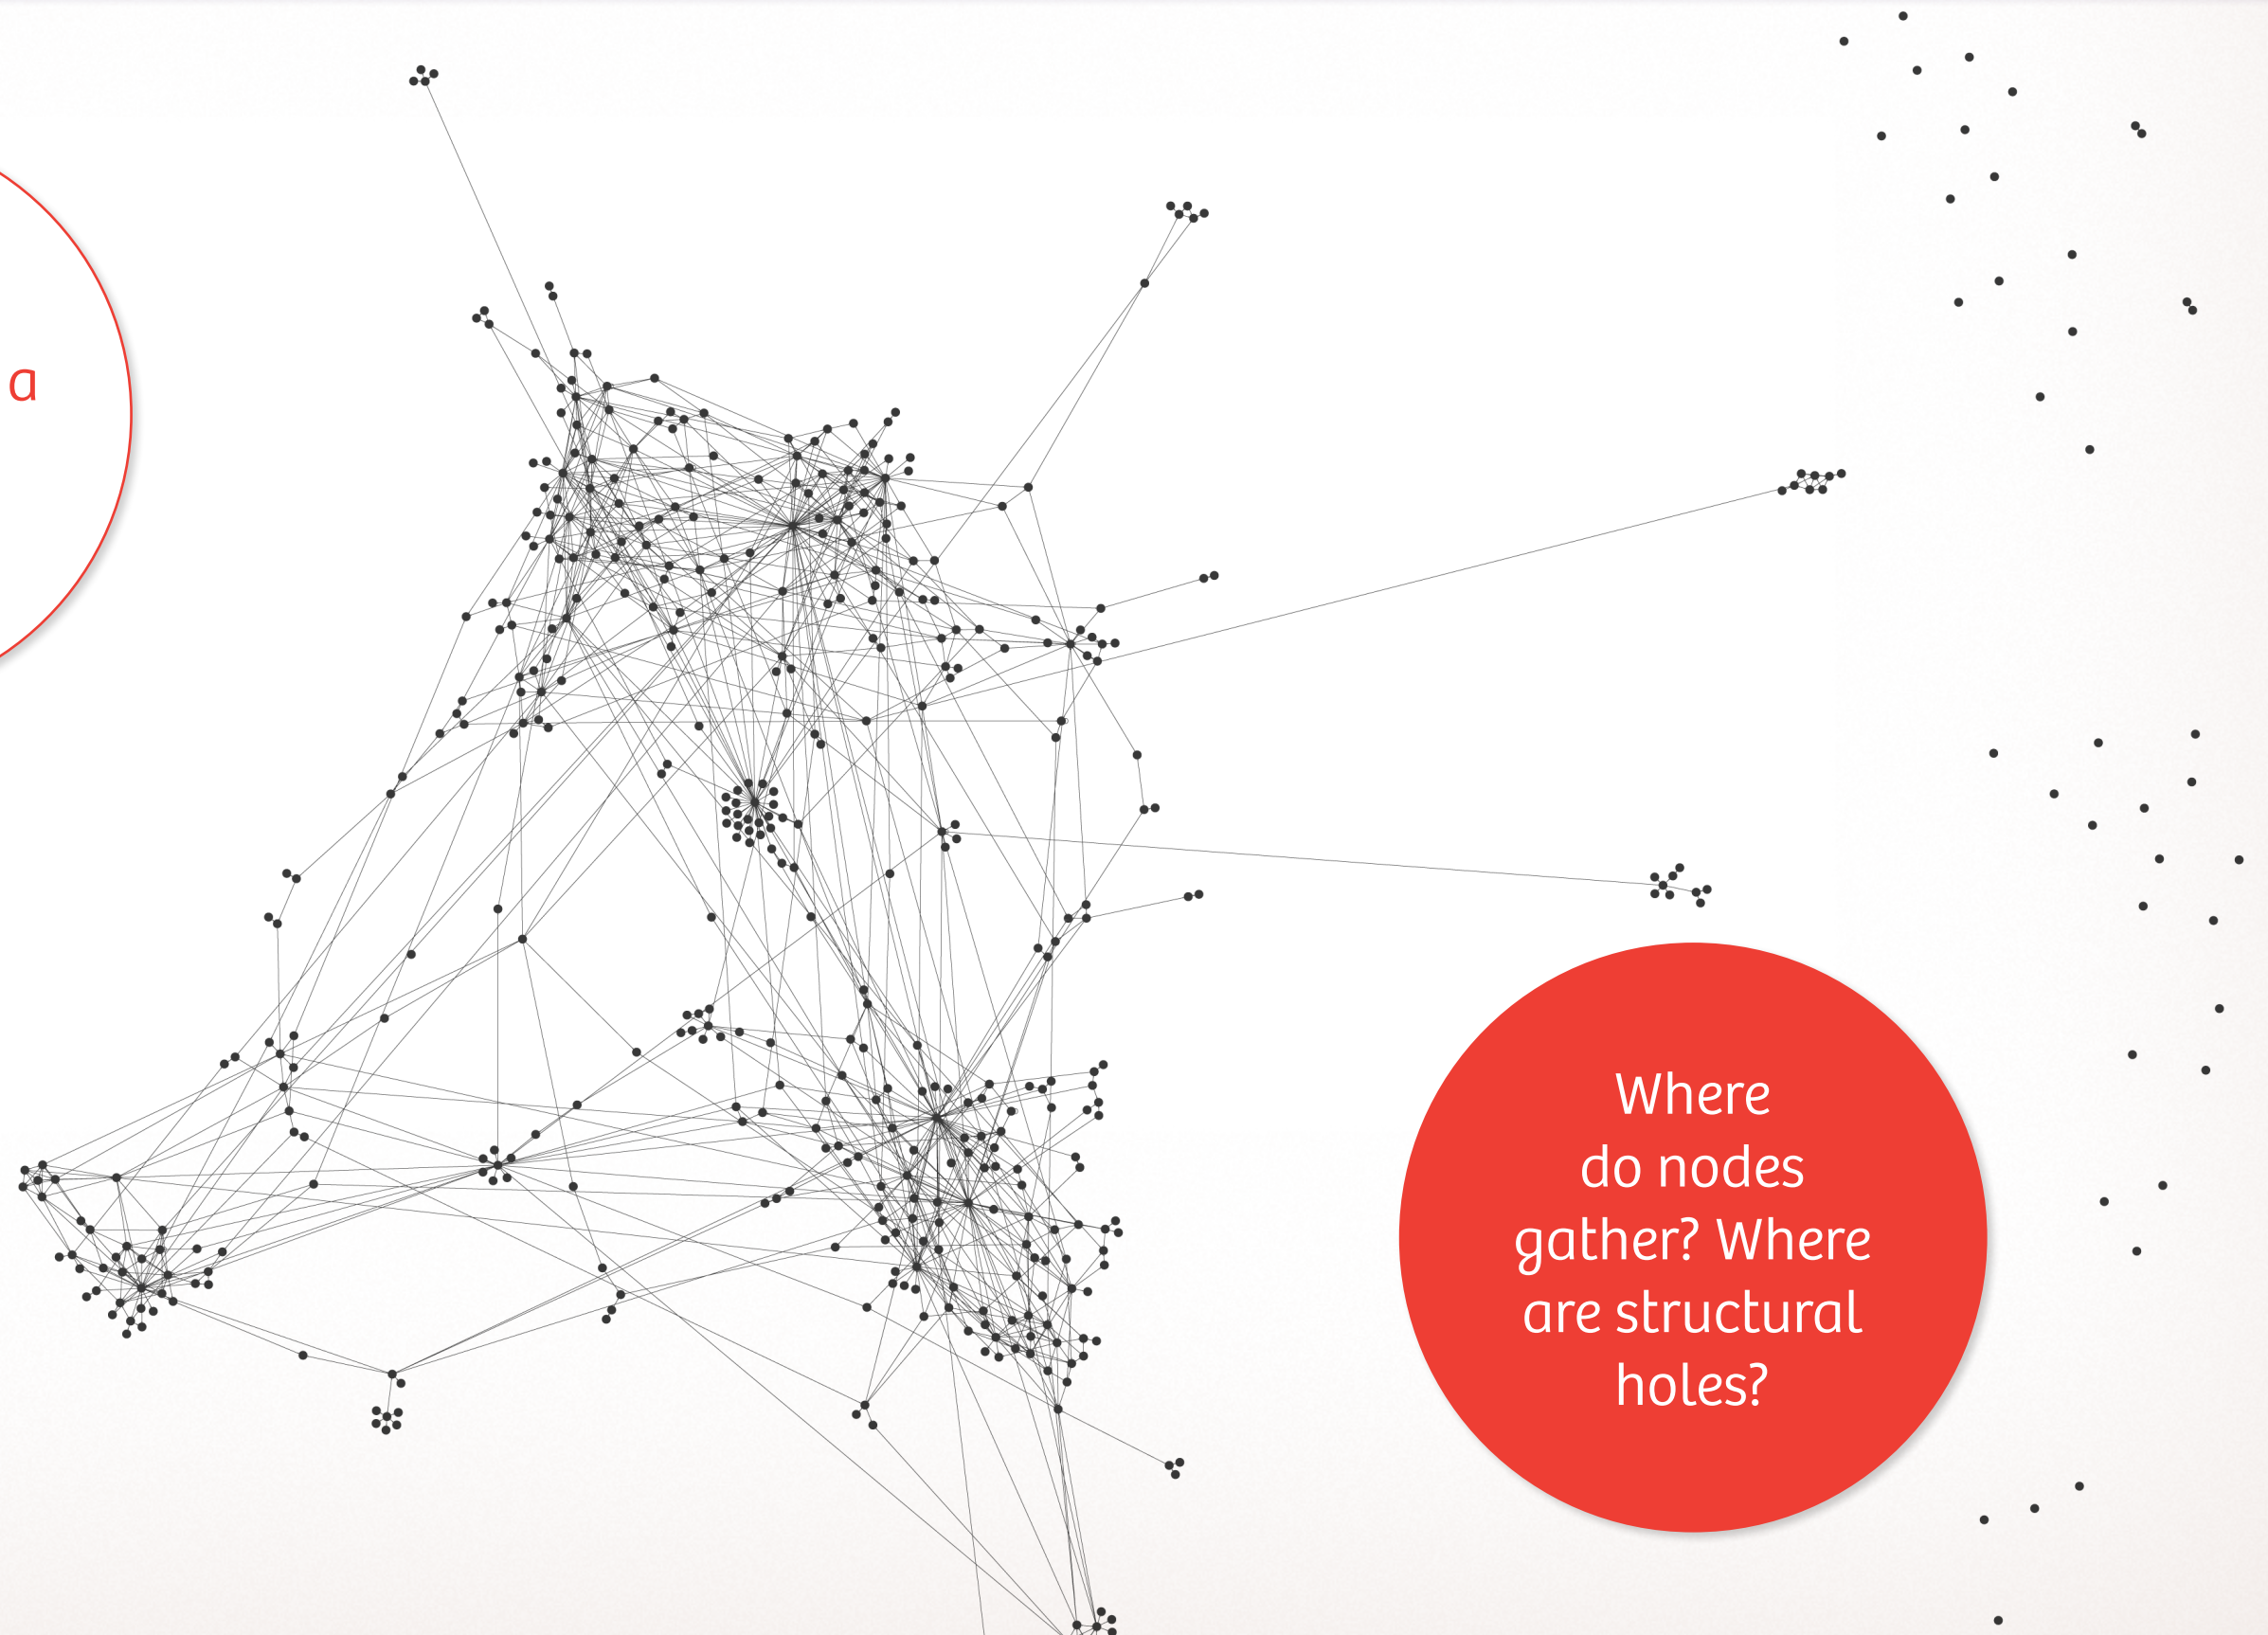 a
Where
do nodes
gather? Where
are structural
holes?